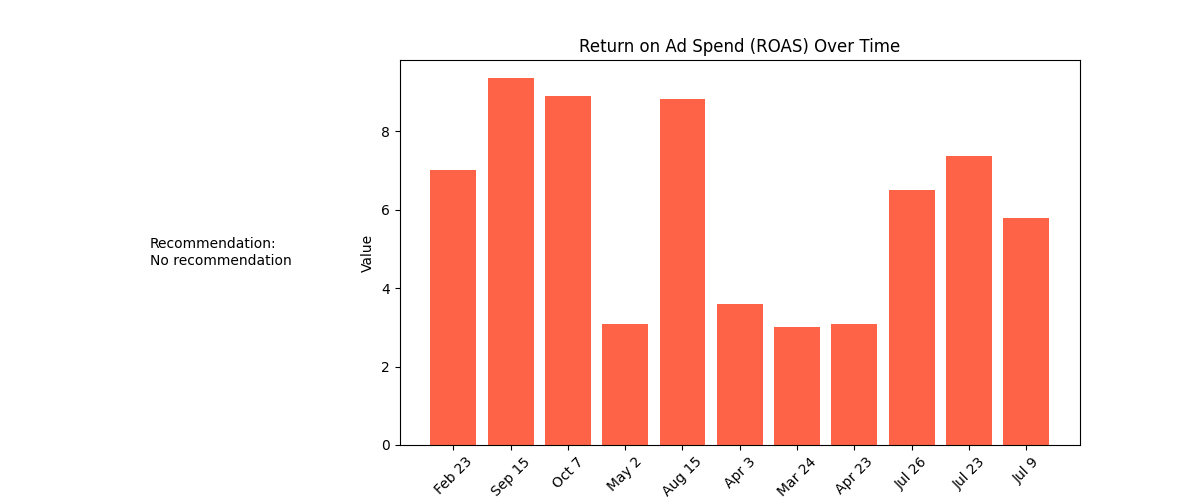 Return on Ad Spend (ROAS) Over Time
Recommendation:
No recommendation
Value
8
6
4
2
0
Feb 23
Sep 15
Oct 7
May 2
Aug 15
Apr 3
Mar 24
Apr 23
Jul 26
Jul 23
Jul 9